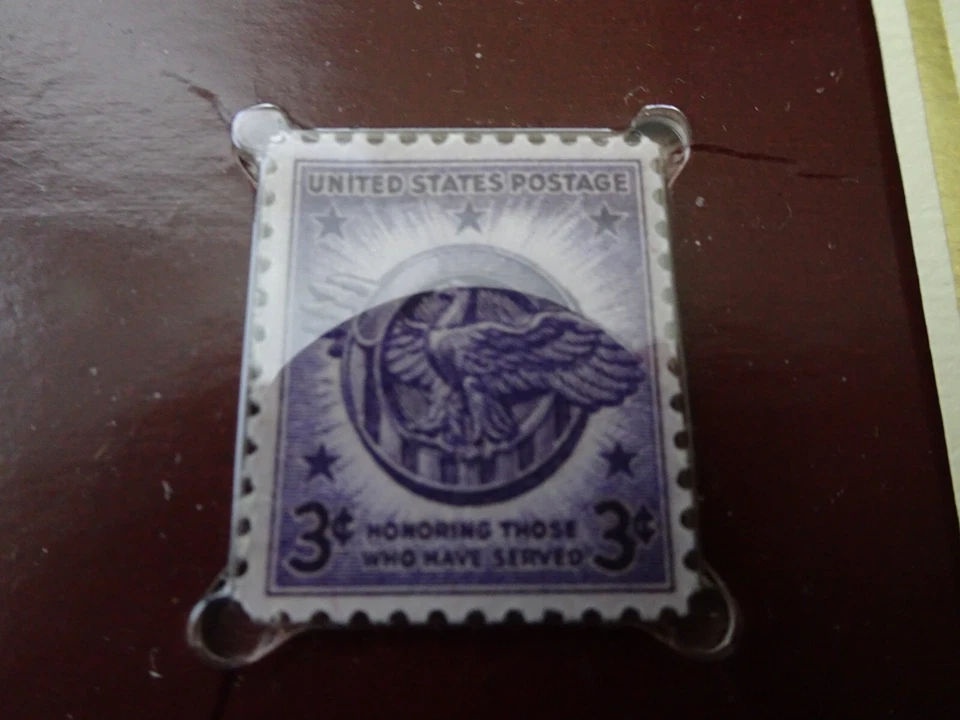 UNITED STATES POSTAGE
3¢ HONORING THOSE 3¢
WHO HAVE SERVED